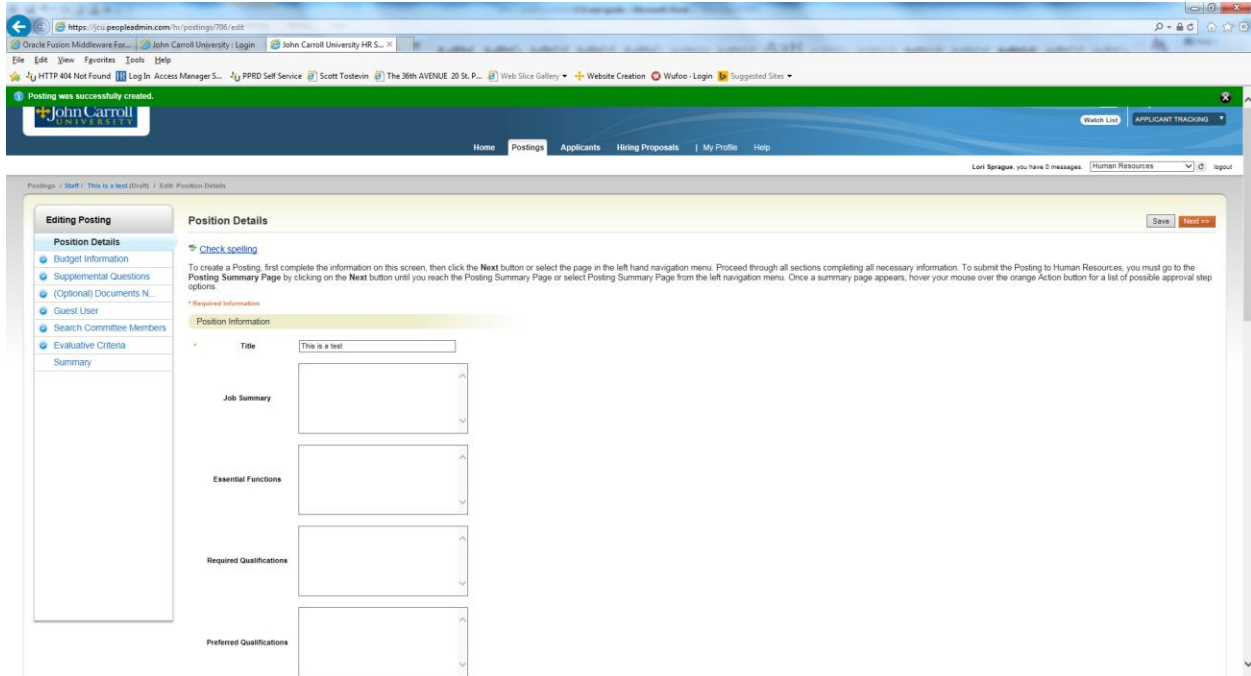 https://jcu.peopleadmin.com/hr/postings/706/edit
Oracle Fusion Middleware For... John Carroll University : Login John Carroll University HR S... ×
File Edit View Favorites Tools Help
HTTP 404 Not Found Log In Access Manager S... PPRD Self Service Scott Tostevin The 36th AVENUE 20 St. P... Web Slice Gallery Website Creation Wufoo - Login Suggested Sites
Posting was successfully created.
John Carroll
UNIVERSITY
Watch List APPLICANT TRACKING
Home Postings Applicants Hiring Proposals | My Profile Help
Lori Sprague, you have 0 messages. Human Resources logout
Postings / Staff / This is a test (Draft) / Edit: Position Details
Editing Posting
Position Details
Budget Information
Supplemental Questions
(Optional) Documents N...
Guest User
Search Committee Members
Evaluative Criteria
Summary
Position Details
Save Next >>
Check spelling
To create a Posting, first complete the information on this screen, then click the Next button or select the page in the left hand navigation menu. Proceed through all sections completing all necessary information. To submit the Posting to Human Resources, you must go to the
Posting Summary Page by clicking on the Next button until you reach the Posting Summary Page or select Posting Summary Page from the left navigation menu. Once a summary page appears, hover your mouse over the orange Action button for a list of possible approval step
options.
* Required Information
Position Information
* Title This is a test
Job Summary
Essential Functions
Required Qualifications
Preferred Qualifications